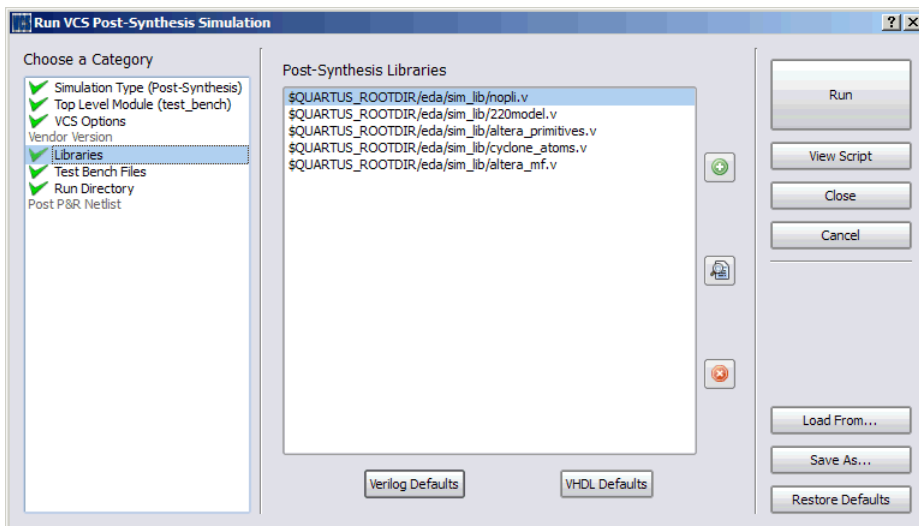 Run VCS Post-Synthesis Simulation
Choose a Category
Simulation Type (Post-Synthesis)
Top Level Module (test_bench)
VCS Options
Vendor Version
Libraries
Test Bench Files
Run Directory
Post P&R Netlist
Post-Synthesis Libraries
$QUARTUS_ROOTDIR/eda/sim_lib/nopli.v
$QUARTUS_ROOTDIR/eda/sim_lib/220model.v
$QUARTUS_ROOTDIR/eda/sim_lib/altera_primitives.v
$QUARTUS_ROOTDIR/eda/sim_lib/cyclone_atoms.v
$QUARTUS_ROOTDIR/eda/sim_lib/altera_mf.v
Verilog Defaults
VHDL Defaults
Run
View Script
Close
Cancel
Load From...
Save As...
Restore Defaults